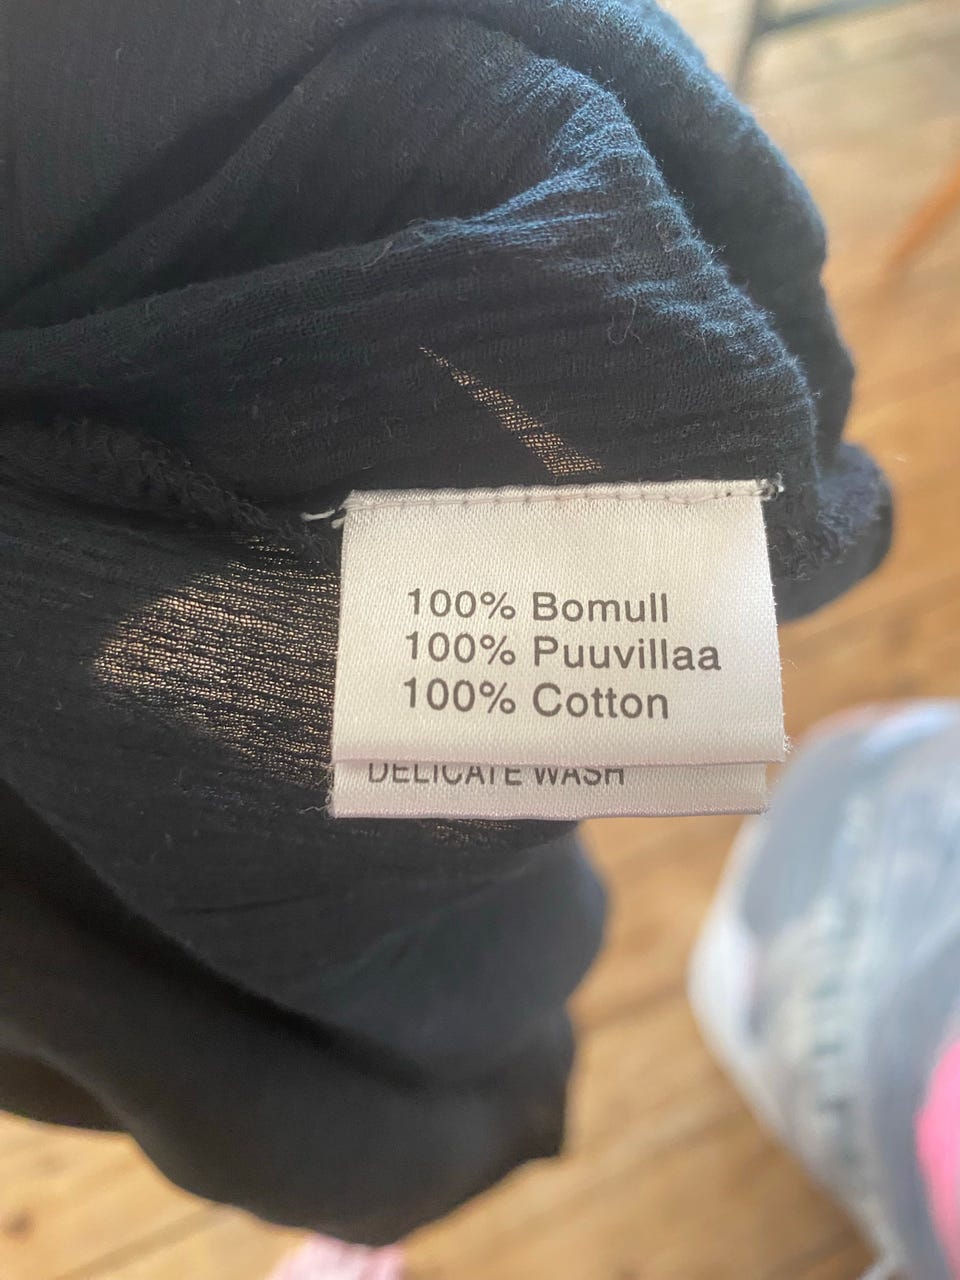 100% Bomull
100% Puuvillaa
100% Cotton
DELICATE WASH